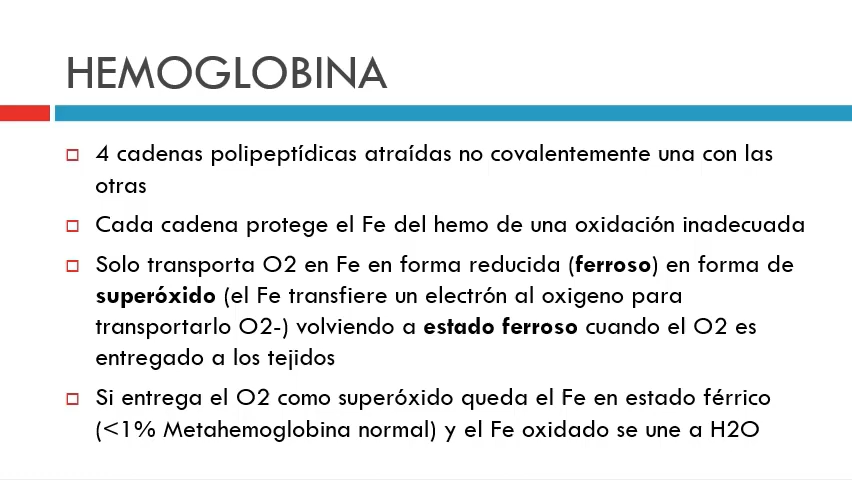 HEMOGLOBINA
4 cadenas polipeptídicas atraídas no covalentemente una con las
otras
Cada cadena protege el Fe del hemo de una oxidación inadecuada
Solo transporta O2 en Fe en forma reducida (ferroso) en forma de
superóxido (el Fe transfiere un electrón al oxigeno para
transportarlo O2-) volviendo a estado ferroso cuando el O2 es
entregado a los tejidos
Si entrega el O2 como superóxido queda el Fe en estado férrico
(<1% Metahemoglobina normal) y el Fe oxidado se une a H2O